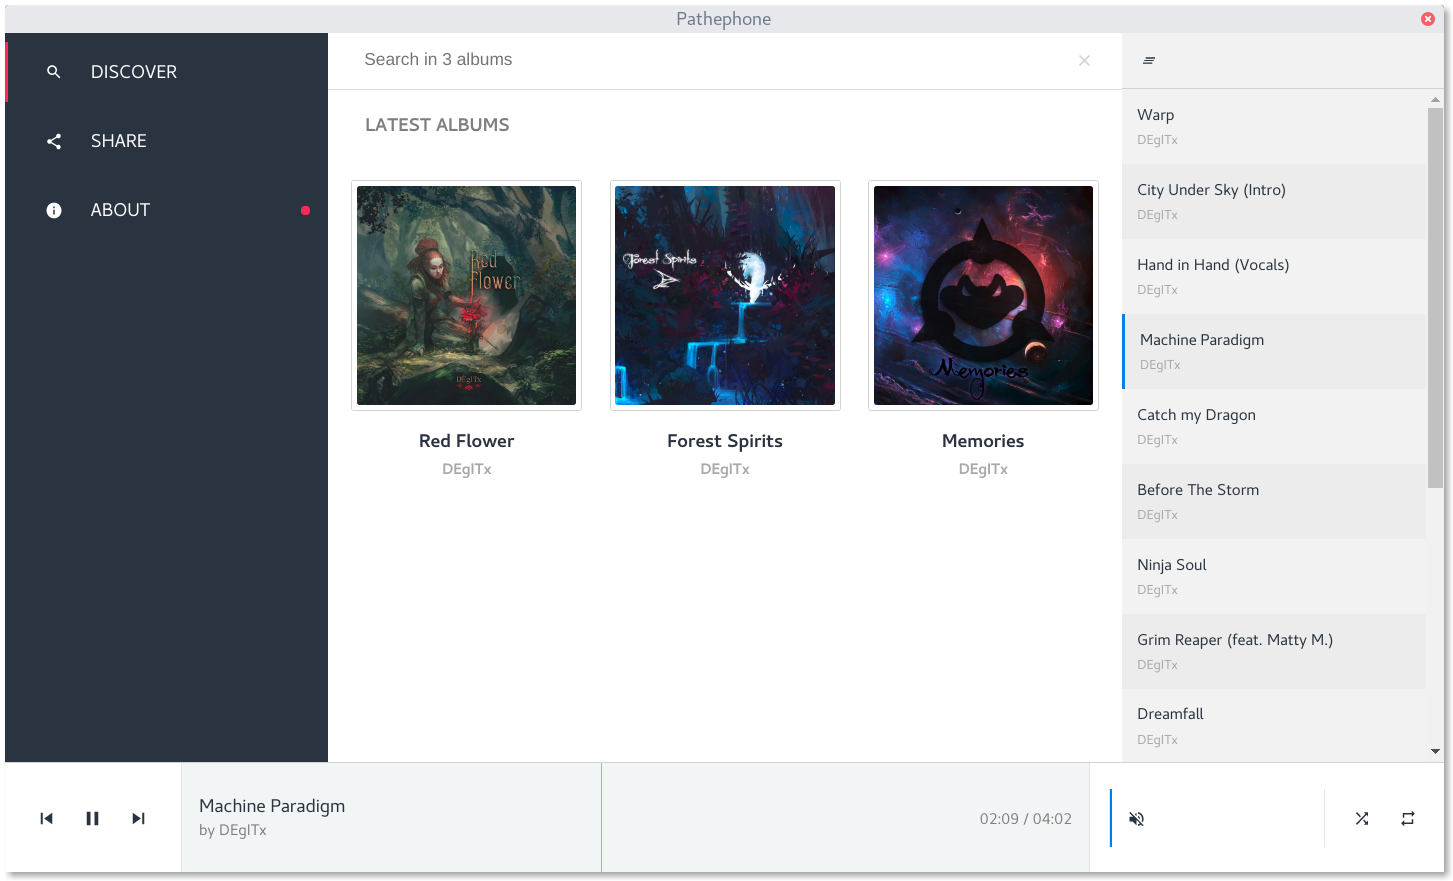 Pathephone
DISCOVER
SHARE
ABOUT
Search in 3 albums
LATEST ALBUMS
Red
Flower
DEgITx
Forest Spirits
Memories
Red Flower
DEgITx
Forest Spirits
DEgITx
Memories
DEgITx
Warp
DEgITx
City Under Sky (Intro)
DEgITx
Hand in Hand (Vocals)
DEgITx
Machine Paradigm
DEgITx
Catch my Dragon
DEgITx
Before The Storm
DEgITx
Ninja Soul
DEgITx
Grim Reaper (feat. Matty M.)
DEgITx
Dreamfall
DEgITx
Machine Paradigm
by DEgITx
02:09 / 04:02